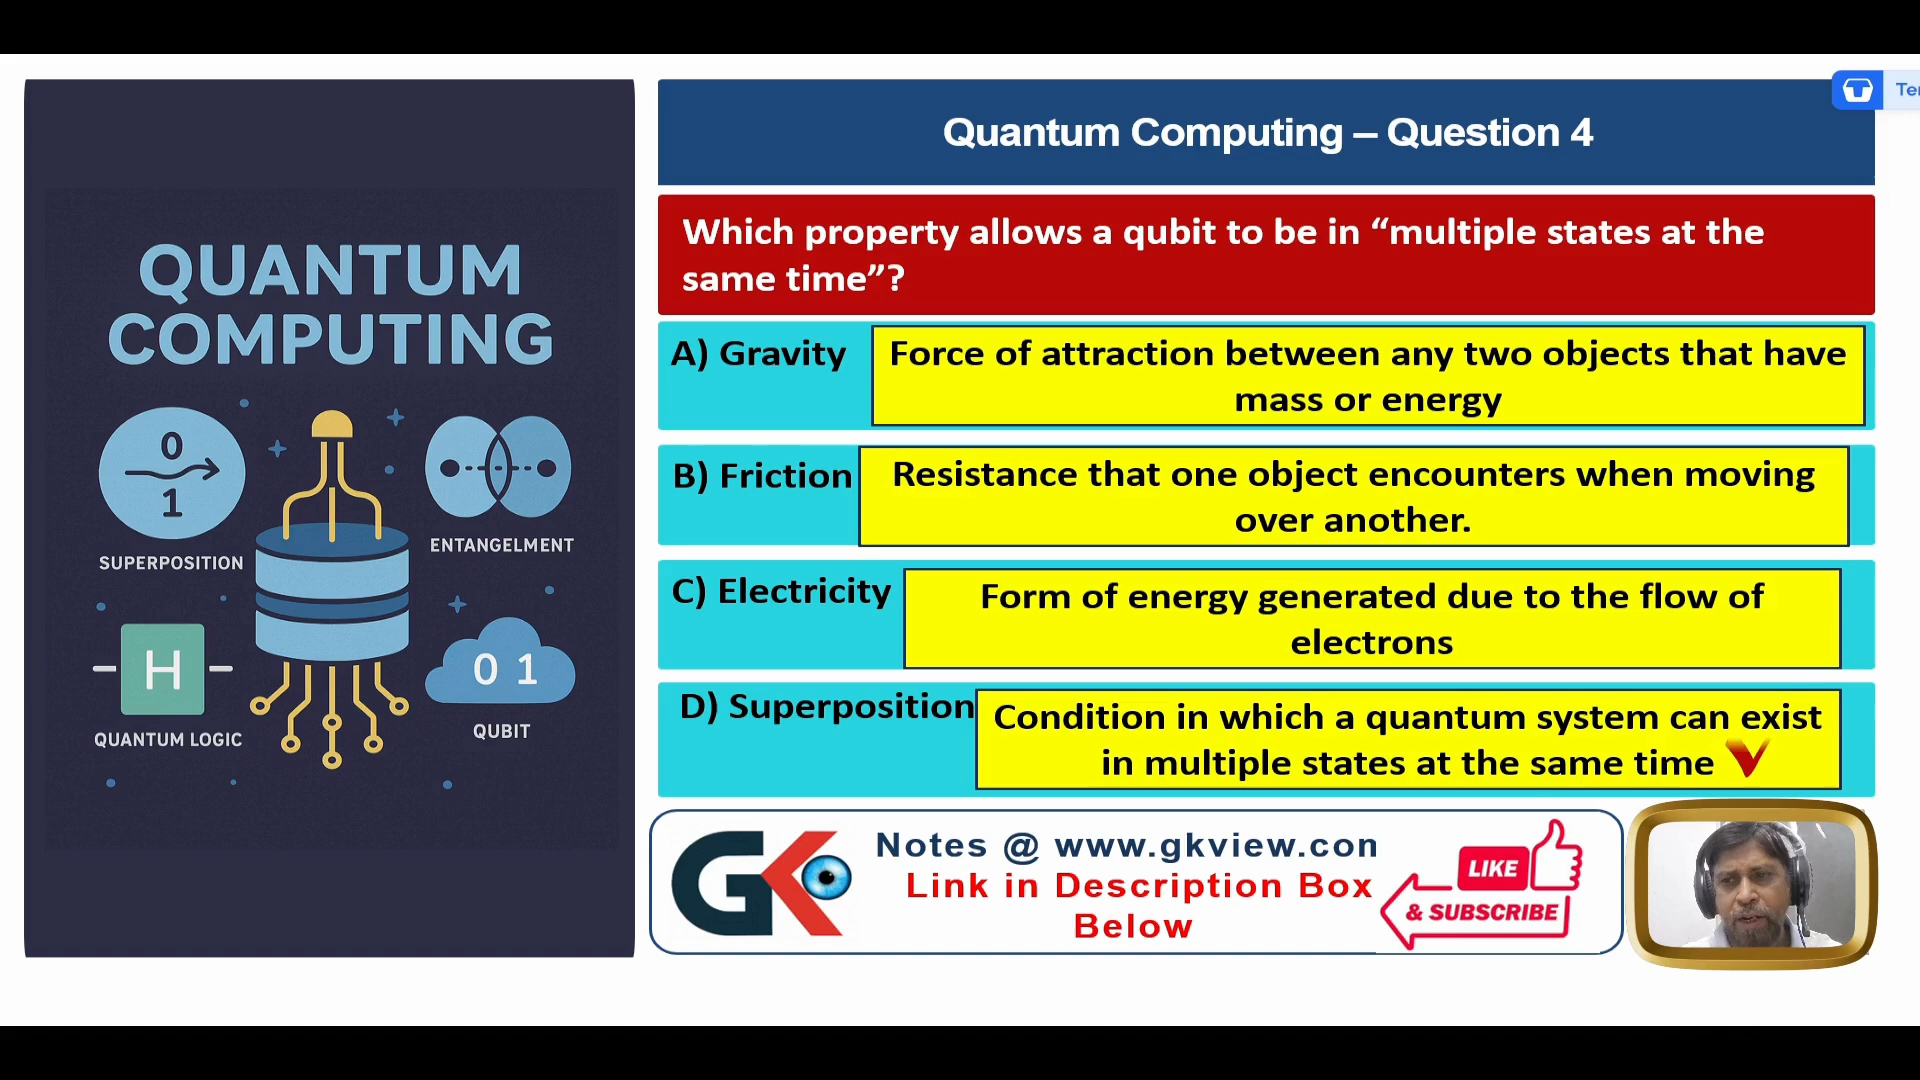 QUANTUM
COMPUTING
0
1
SUPERPOSITION
ENTANGELMENT
H
QUANTUM LOGIC
0 1
QUBIT
Ter
Quantum Computing – Question 4
Which property allows a qubit to be in “multiple states at the
same time”?
A) Gravity
Force of attraction between any two objects that have
mass or energy
B) Friction
Resistance that one object encounters when moving
over another.
C) Electricity
Form of energy generated due to the flow of
electrons
D) Superposition
Condition in which a quantum system can exist
in multiple states at the same time
GK
Notes @ www.gkview.con
Link in Description Box
Below
LIKE
& SUBSCRIBE